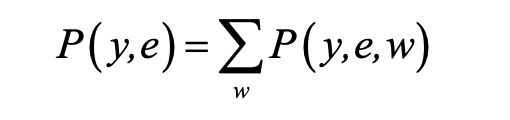 P(y,e) = ∑P(y,e,w)
w